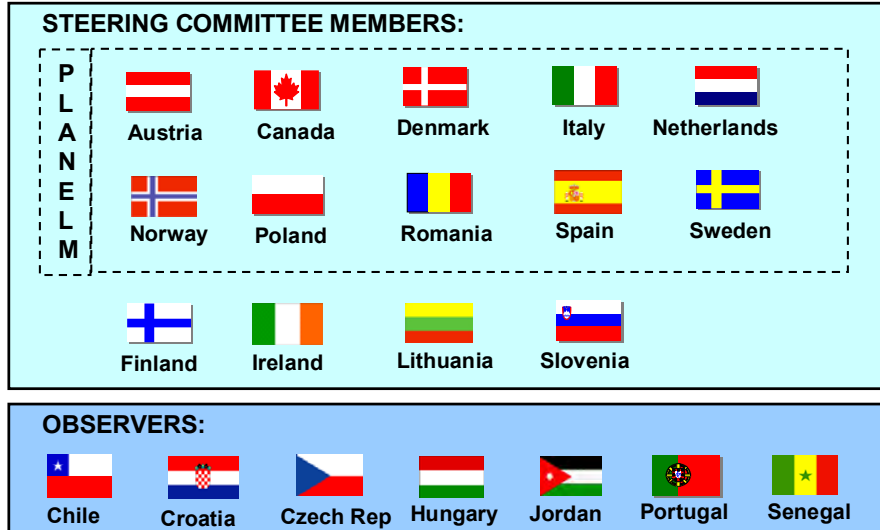 STEERING COMMITTEE MEMBERS:
PLANELM
Austria Canada Denmark Italy Netherlands
Norway Poland Romania Spain Sweden
Finland Ireland Lithuania Slovenia
OBSERVERS:
Chile Croatia Czech Rep Hungary Jordan Portugal Senegal